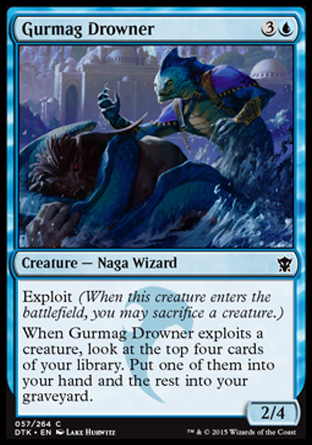 Gurmag Drowner 3
Creature — Naga Wizard
Exploit (When this creature enters the
battlefield, you may sacrifice a creature.)
When Gurmag Drowner exploits a
creature, look at the top four cards
of your library. Put one of them into
your hand and the rest into your
graveyard.
2/4
057/264 C
DTK • EN Lake Hurwitz
™ & © 2015 Wizards of the Coast